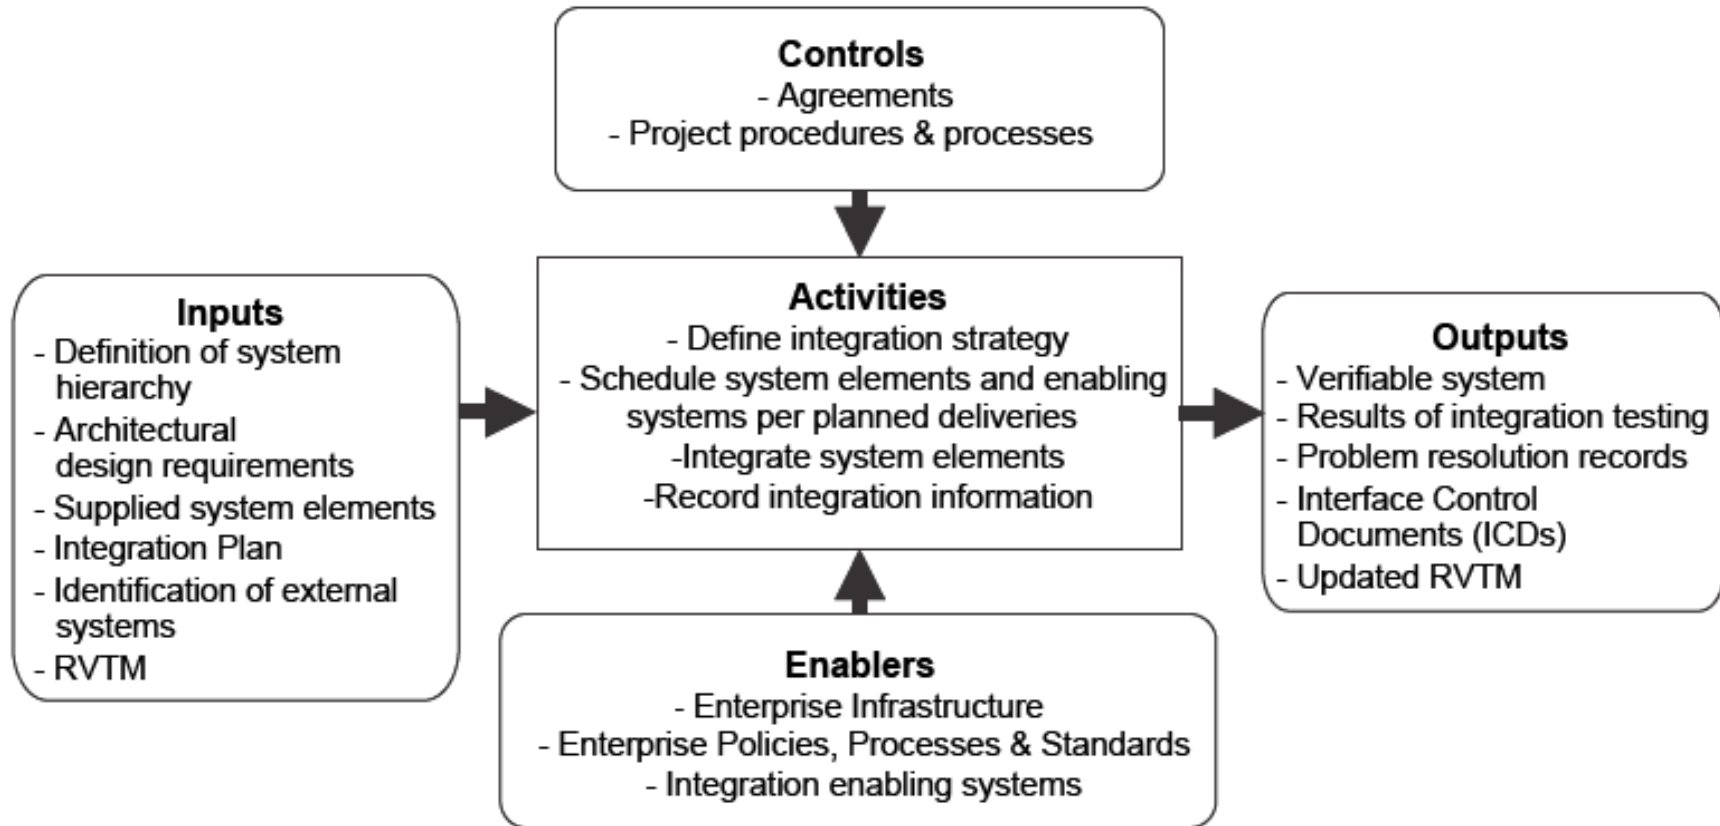 Controls
- Agreements
- Project procedures & processes
Inputs
- Definition of system
hierarchy
- Architectural
design requirements
- Supplied system elements
- Integration Plan
- Identification of external
systems
- RVTM
Activities
- Define integration strategy
- Schedule system elements and enabling
systems per planned deliveries
-Integrate system elements
-Record integration information
Outputs
- Verifiable system
- Results of integration testing
- Problem resolution records
- Interface Control
Documents (ICDs)
- Updated RVTM
Enablers
- Enterprise Infrastructure
- Enterprise Policies, Processes & Standards
- Integration enabling systems